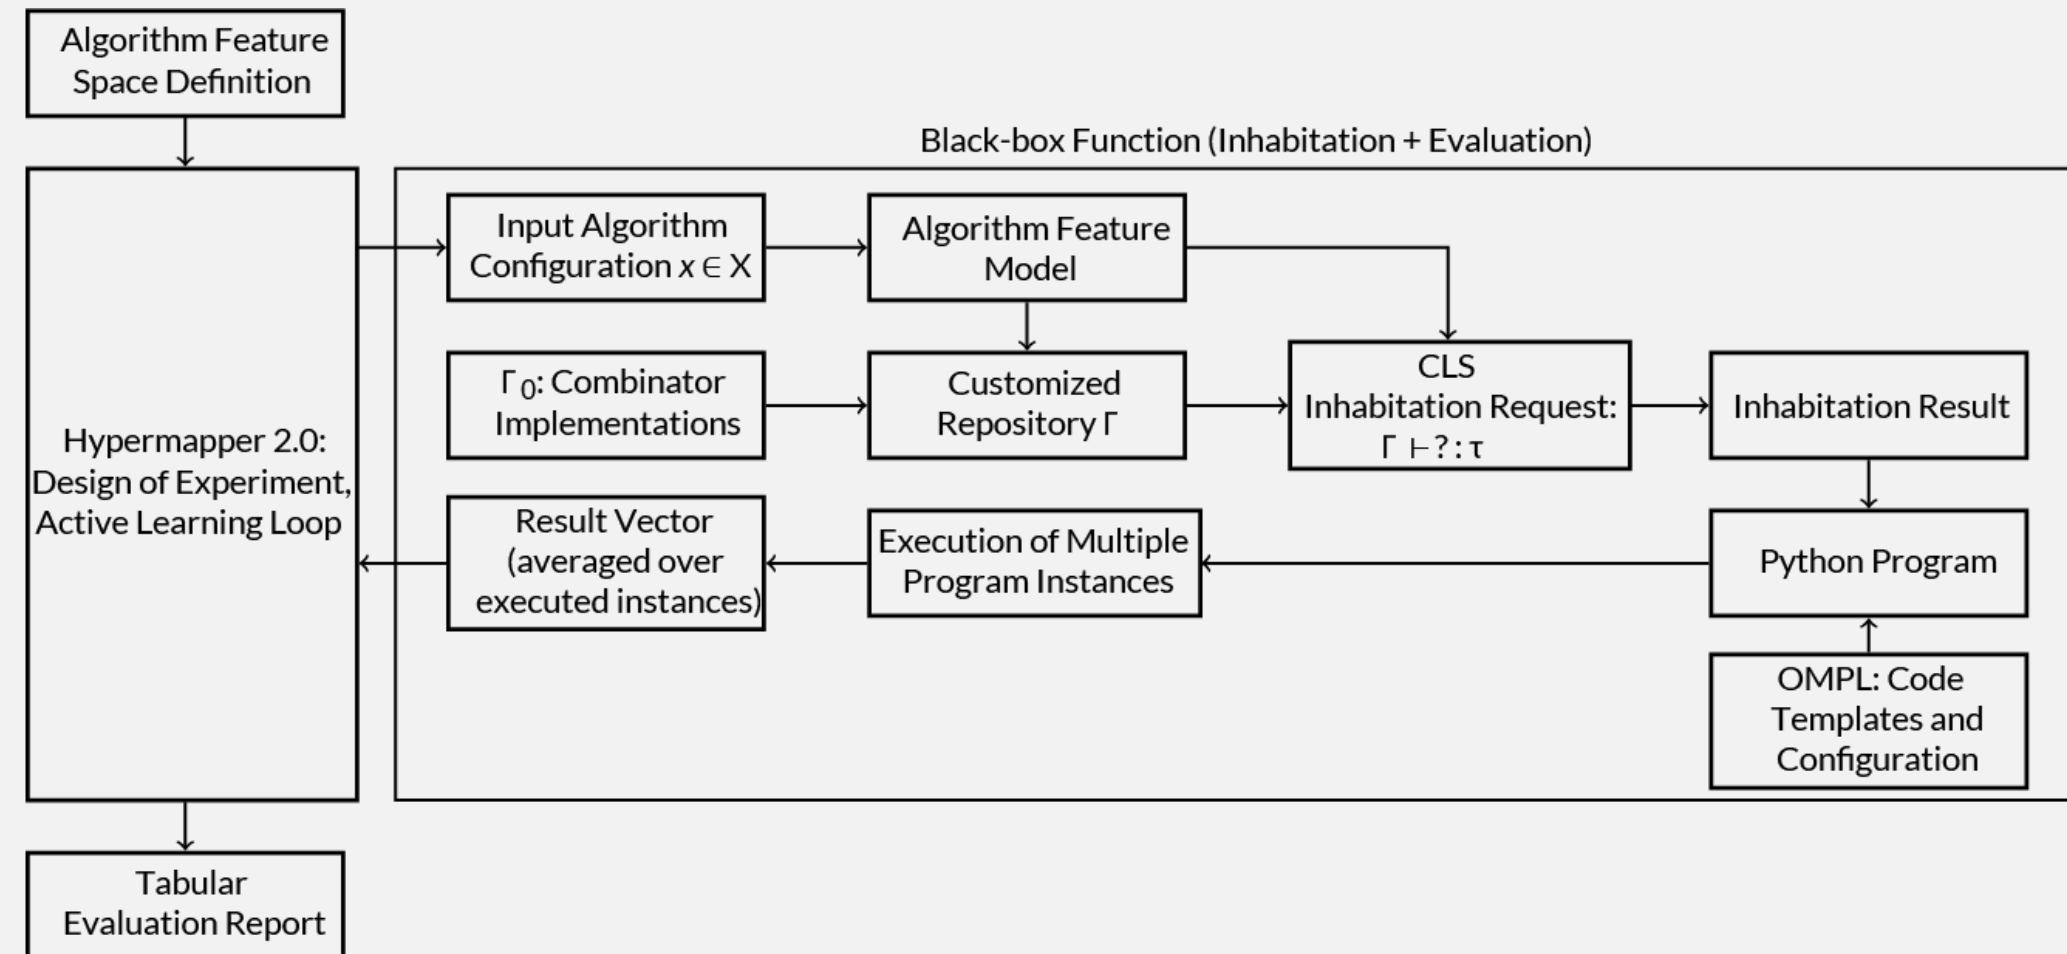 Algorithm Feature
Space Definition
Black-box Function (Inhabitation + Evaluation)
Hypermapper 2.0:
Design of Experiment,
Active Learning Loop
Input Algorithm
Configuration x ∈ X
Algorithm Feature
Model
Γ0: Combinator
Implementations
Customized
Repository Γ
CLS
Inhabitation Request:
Γ ⊢ ? : τ
Inhabitation Result
Result Vector
(averaged over
executed instances)
Execution of Multiple
Program Instances
Python Program
OMPL: Code
Templates and
Configuration
Tabular
Evaluation Report